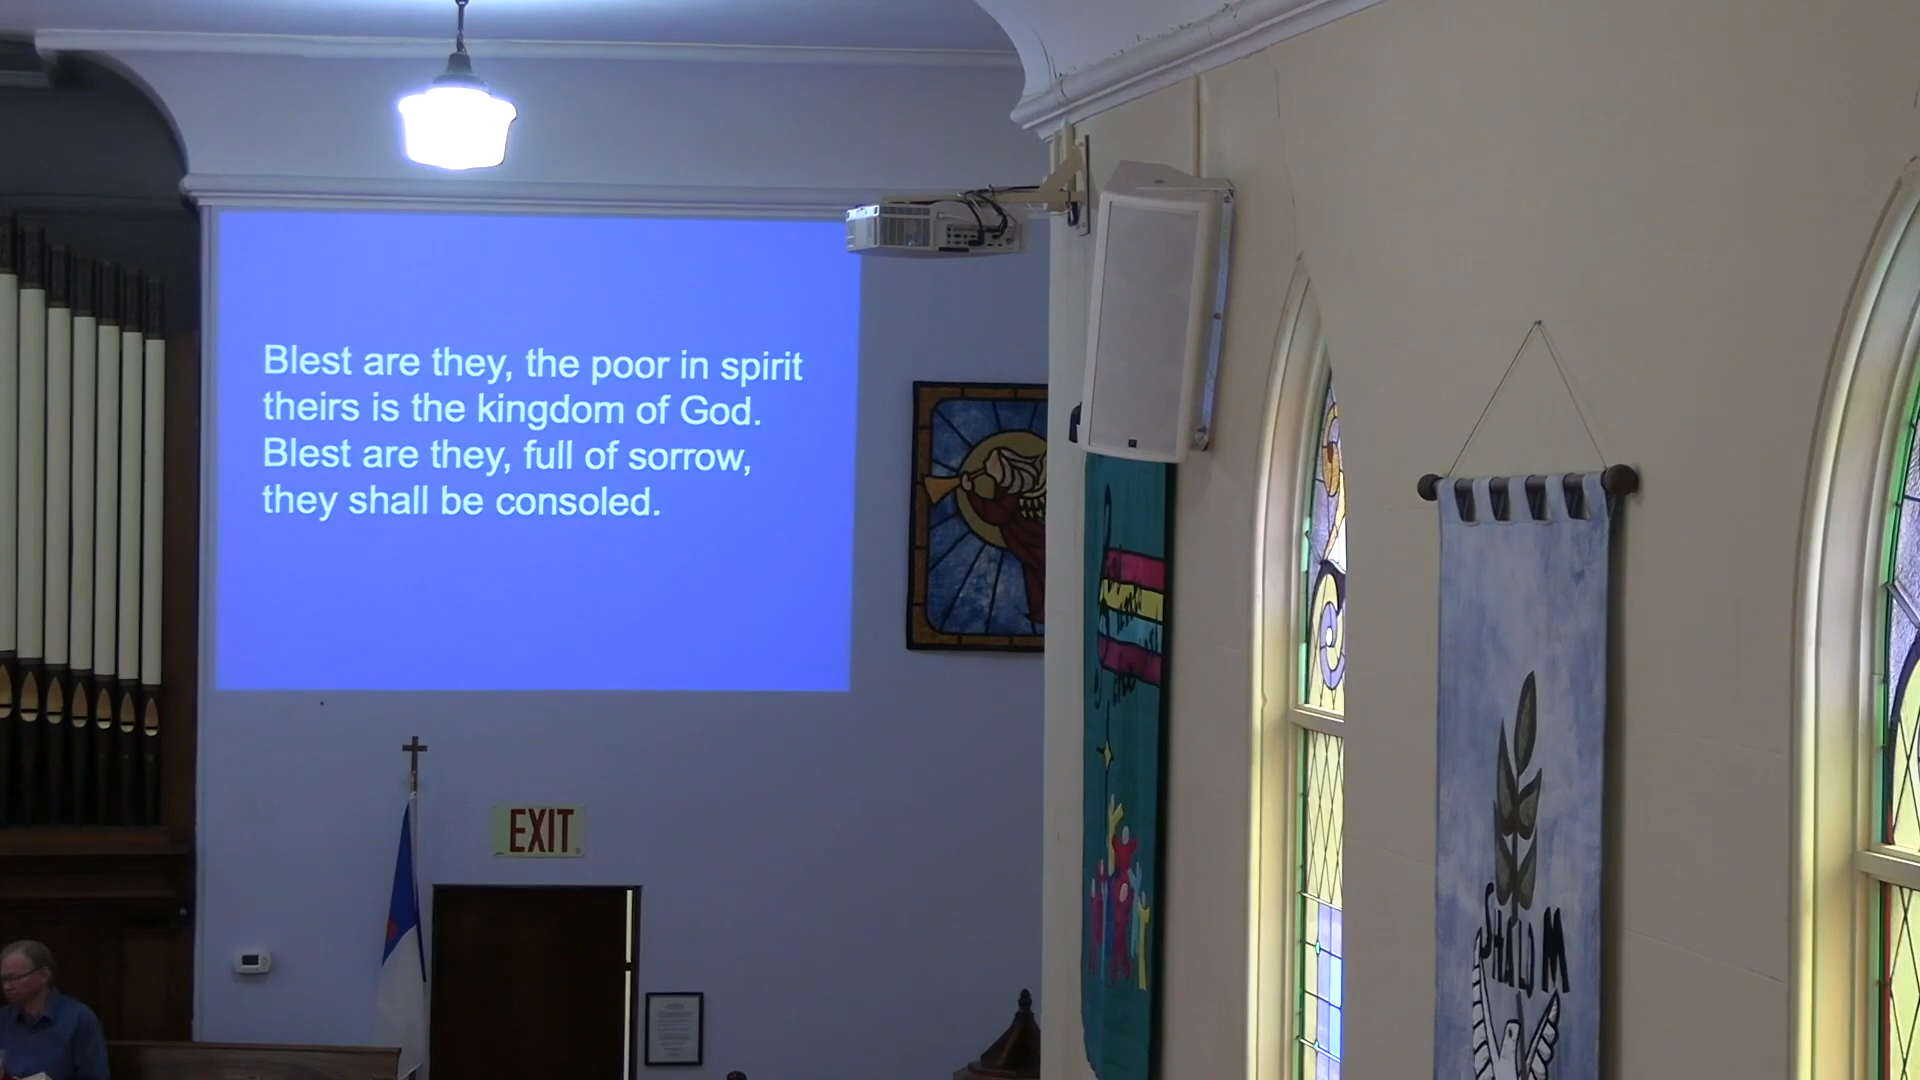 Blest are they, the poor in spirit
theirs is the kingdom of God.
Blest are they, full of sorrow,
they shall be consoled.
EXIT
SHALOM